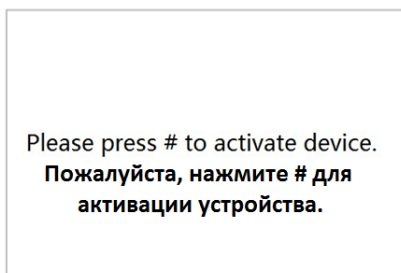 Please press # to activate device.
Пожалуйста, нажмите # для
активации устройства.